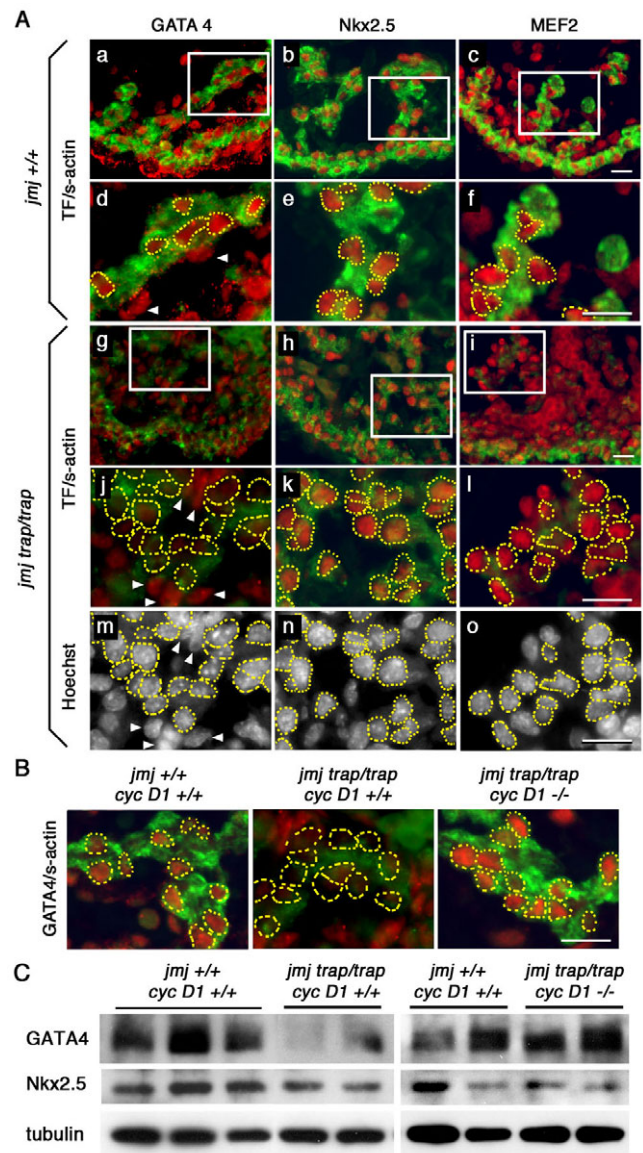 A
GATA 4 Nkx2.5 MEF2
jmj +/+
TF/s-actin
a b c
d e f
jmj trap/trap
TF/s-actin
g h i
j k l
Hoechst
m n o
B
jmj +/+ jmj trap/trap jmj trap/trap
cyc D1 +/+ cyc D1 +/+ cyc D1 -/-
GATA4/s-actin
C
jmj +/+ jmj trap/trap jmj +/+ jmj trap/trap
cyc D1 +/+ cyc D1 +/+ cyc D1 +/+ cyc D1 -/-
GATA4
Nkx2.5
tubulin